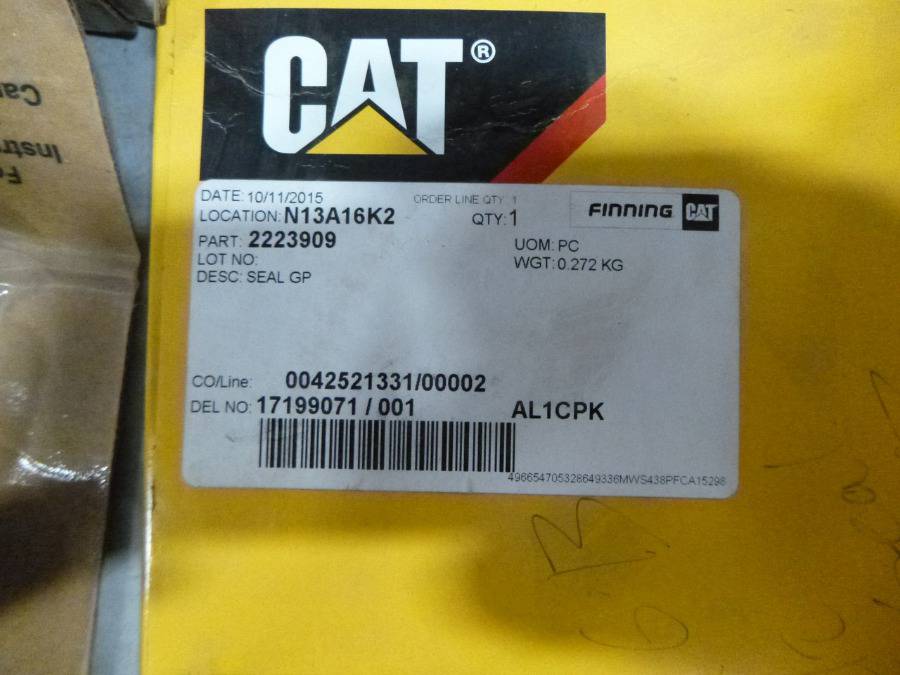 CAT®
DATE: 10/11/2015
ORDER LINE QTY: 1
FINNING CAT
LOCATION: N13A16K2
QTY: 1
PART: 2223909
UOM: PC
LOT NO:
WGT: 0.272 KG
DESC: SEAL GP
CO/Line: 0042521331/00002
DEL NO: 17199071 / 001
AL1CPK
496654705328649336MWS438PFCA15298